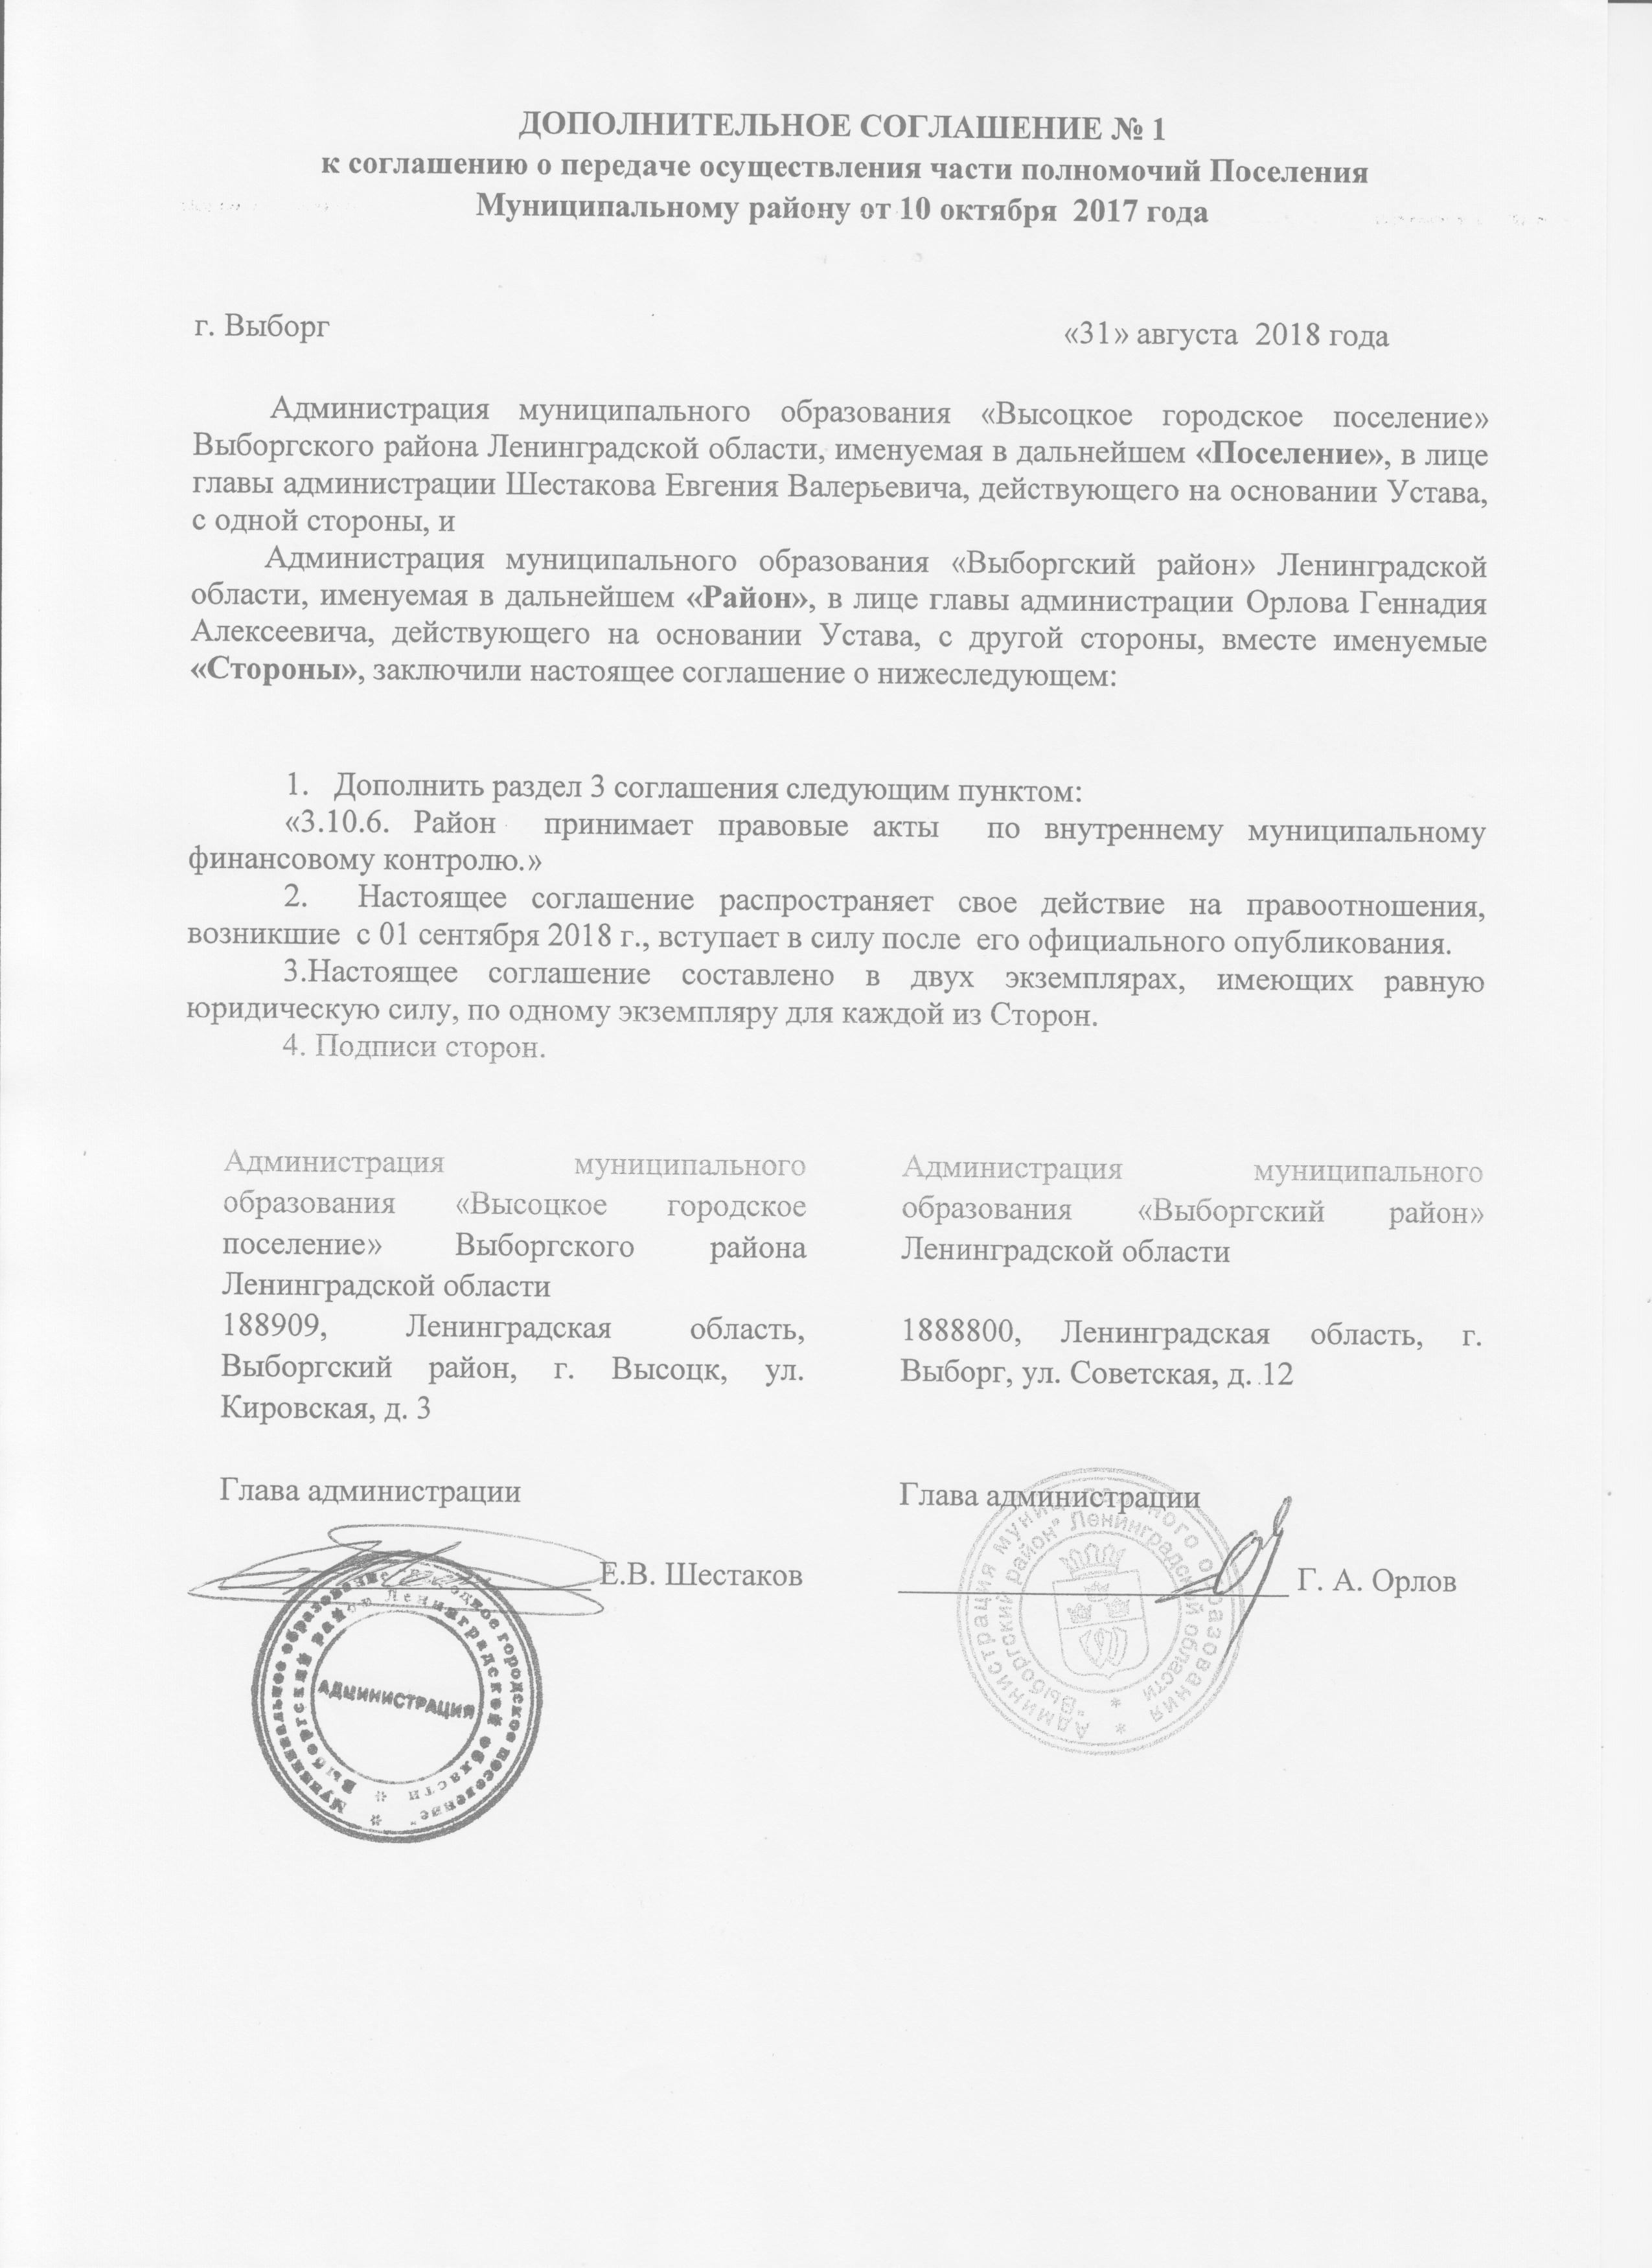 ДОПОЛНИТЕЛЬНОЕ СОГЛАШЕНИЕ № 1
к соглашению о передаче осуществления части полномочий Поселения
Муниципальному району от 10 октября  2017 года
г. Выборг
«31» августа  2018 года
Администрация муниципального образования «Высоцкое городское поселение»
Выборгского района Ленинградской области, именуемая в дальнейшем «Поселение», в лице
главы администрации Шестакова Евгения Валерьевича, действующего на основании Устава,
с одной стороны, и
Администрация муниципального образования «Выборгский район» Ленинградской
области, именуемая в дальнейшем «Район», в лице главы администрации Орлова Геннадия
Алексеевича, действующего на основании Устава, с другой стороны, вместе именуемые
«Стороны», заключили настоящее соглашение о нижеследующем:
1. Дополнить раздел 3 соглашения следующим пунктом:
«3.10.6. Район принимает правовые акты по внутреннему муниципальному
финансовому контролю.»
2. Настоящее соглашение распространяет свое действие на правоотношения,
возникшие с 01 сентября 2018 г., вступает в силу после его официального опубликования.
3.Настоящее соглашение составлено в двух экземплярах, имеющих равную
юридическую силу, по одному экземпляру для каждой из Сторон.
4. Подписи сторон.
Администрация муниципального
образования «Высоцкое городское
поселение» Выборгского района
Ленинградской области
188909, Ленинградская область,
Выборгский район, г. Высоцк, ул.
Кировская, д. 3
Глава администрации
Е.В. Шестаков
Муниципальное образование "Высоцкое городское поселение"
Выборгский район Ленинградской области
АДМИНИСТРАЦИЯ
Администрация муниципального
образования «Выборгский район»
Ленинградской области
1888800, Ленинградская область, г.
Выборг, ул. Советская, д. 12
Глава администрации
Г. А. Орлов
Администрация муниципального образования
"Выборгский район" Ленинградской области